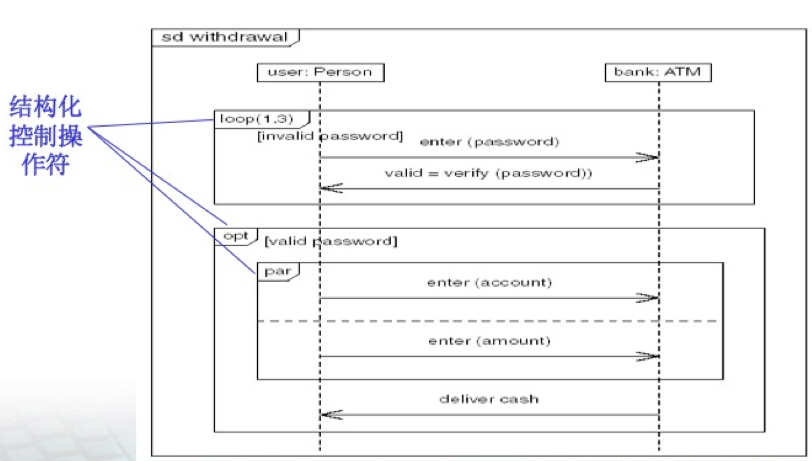 sd withdrawal
user: Person
bank: ATM
结构化
控制操
作符
loop(1,3)
[invalid password]
enter (password)
valid = verify (password))
opt
[valid password]
par
enter (account)
enter (amount)
deliver cash